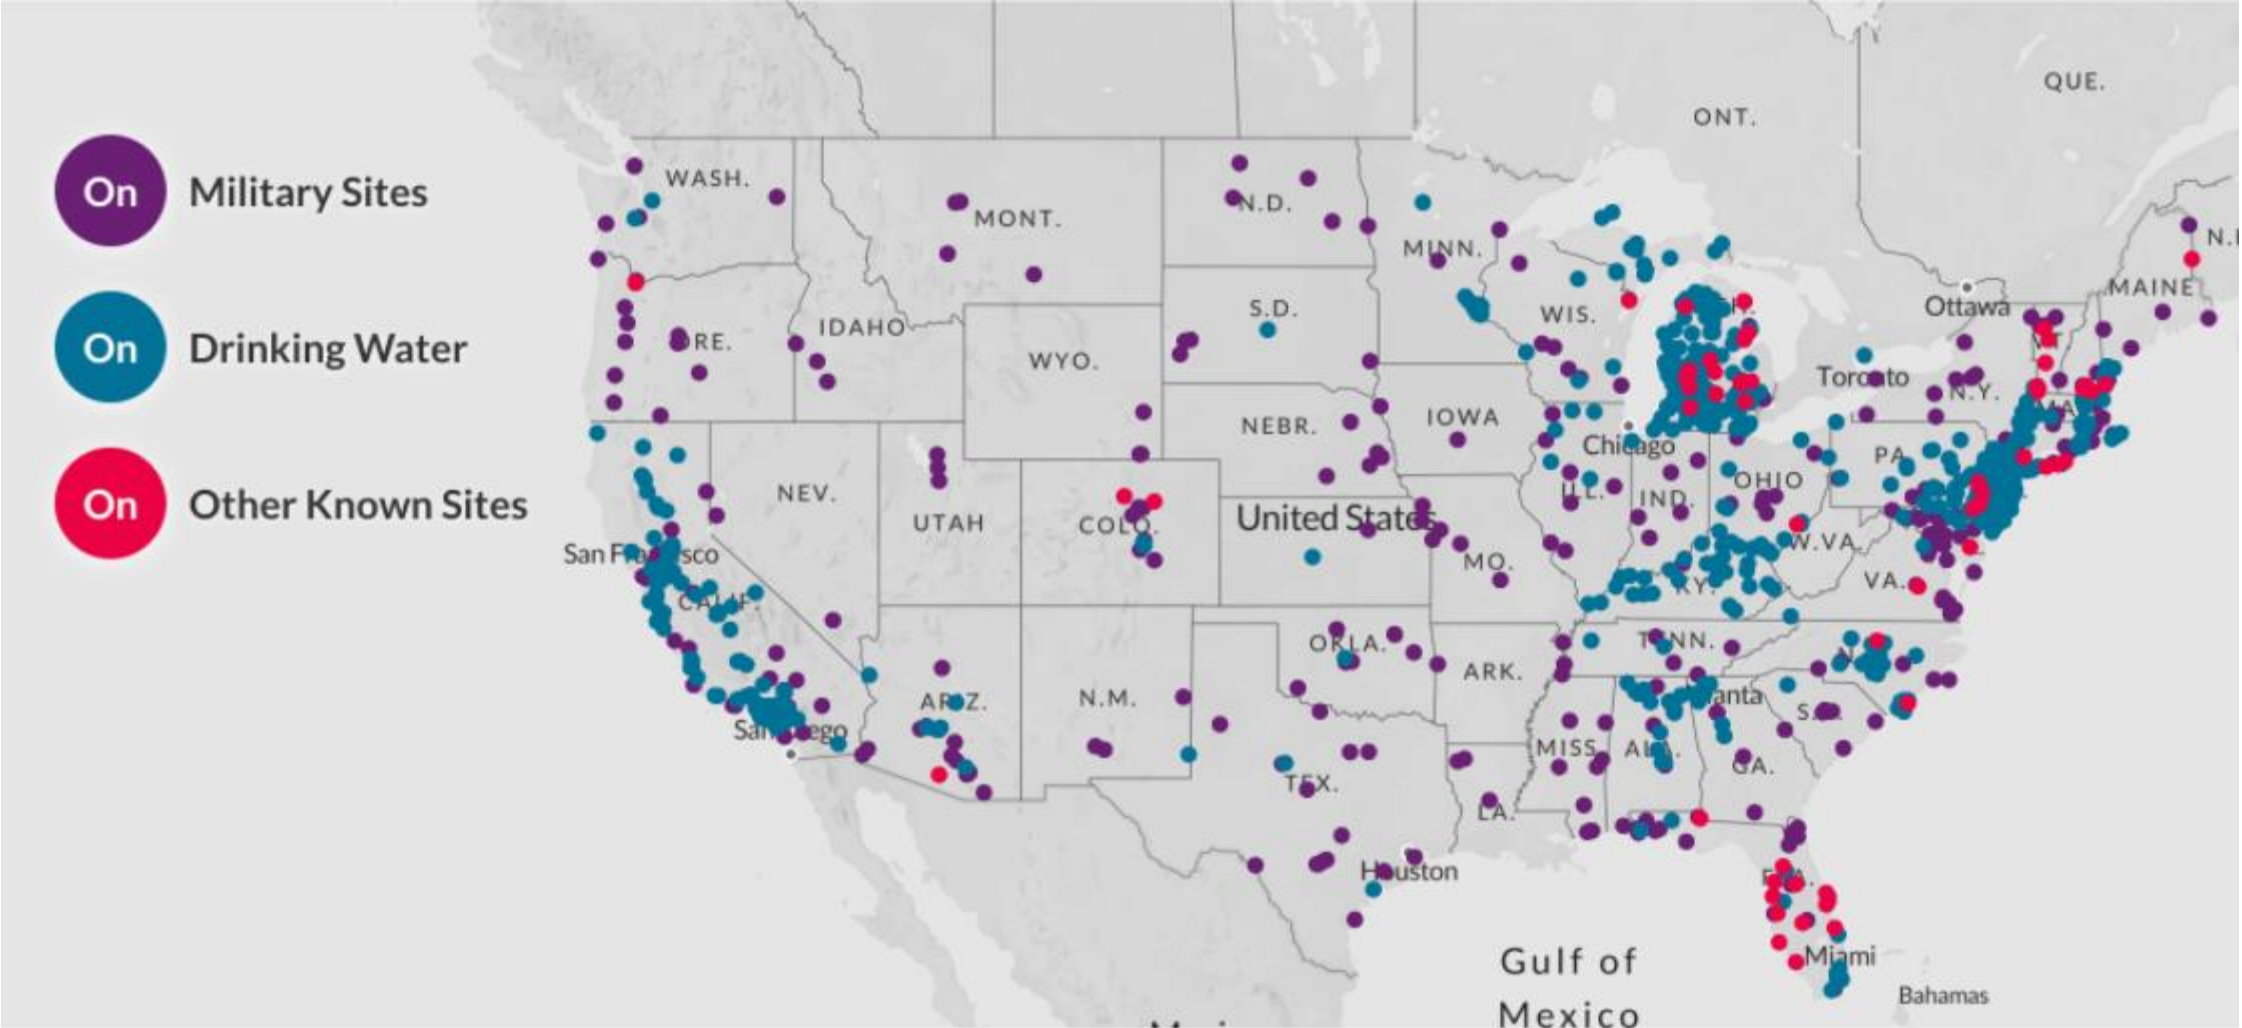 On Military Sites
On Drinking Water
On Other Known Sites
QUE.
ONT.
WASH.
MONT.
N.D.
MINN.
MAINE
Ottawa
S.D.
WIS.
IDAHO
RE.
WYO.
Toronto
N.Y.
NEBR.
IOWA
MA
Chicago
PA
NEV.
UTAH
COLO.
United States
ILL.
IND.
OHIO
San Francisco
MO.
W.VA.
VA.
CALIF.
KY.
OKLA.
TENN.
ARK.
ARIZ.
N.M.
anta
San Diego
MISS
ALA.
GA.
TEX.
LA.
Houston
FLA.
Miami
Gulf of
Mexico
Bahamas